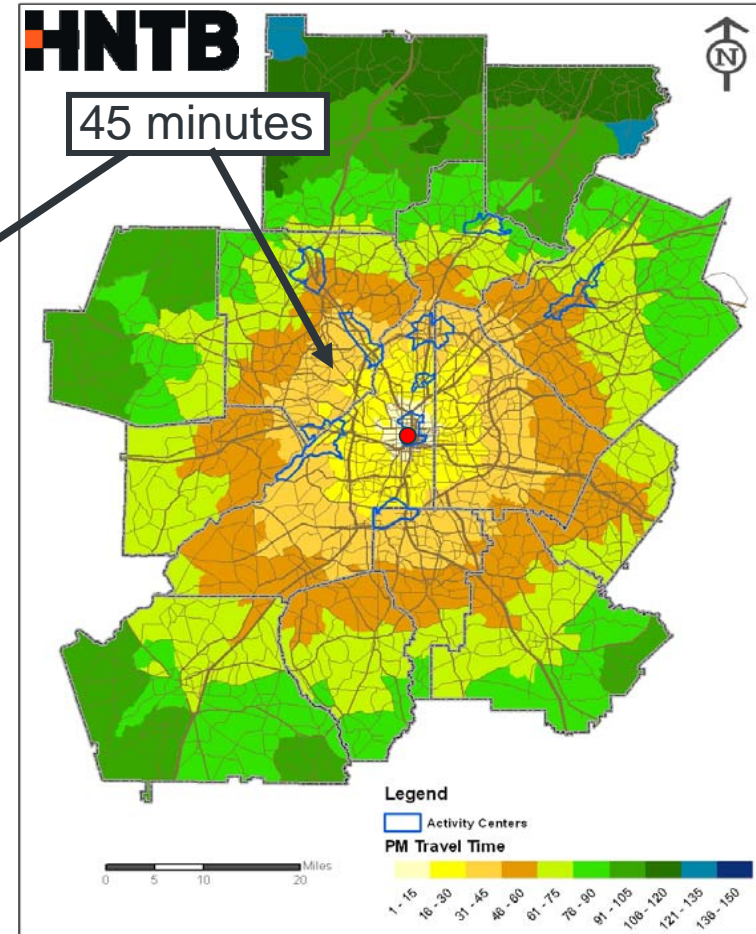 HNTB
N
45 minutes
Legend
Activity Centers
PM Travel Time
Miles
0 5 10 20
1 - 15 16 - 30 31 - 45 46 - 60 61 - 75 76 - 90 91 - 105 106 - 120 121 - 135 136 - 150